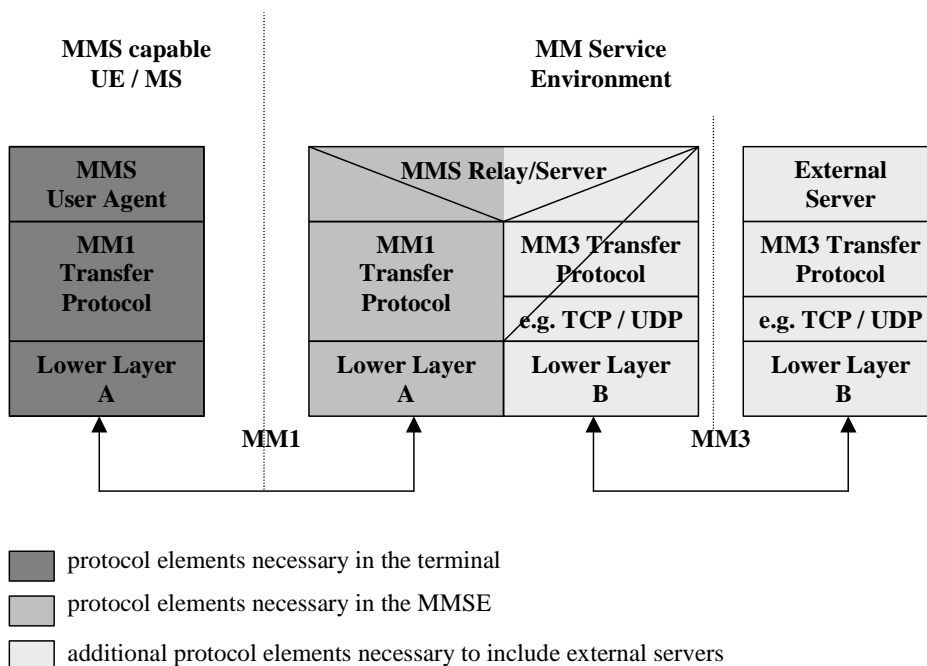 MMS capable
UE / MS
MM Service
Environment
MMS
User Agent
MM1
Transfer
Protocol
Lower Layer
A
MMS Relay/Server
MM1
Transfer
Protocol
Lower Layer
A
MM3 Transfer
Protocol
e.g. TCP / UDP
Lower Layer
B
External
Server
MM3 Transfer
Protocol
e.g. TCP / UDP
Lower Layer
B
MM1
MM3
protocol elements necessary in the terminal
protocol elements necessary in the MMSE
additional protocol elements necessary to include external servers